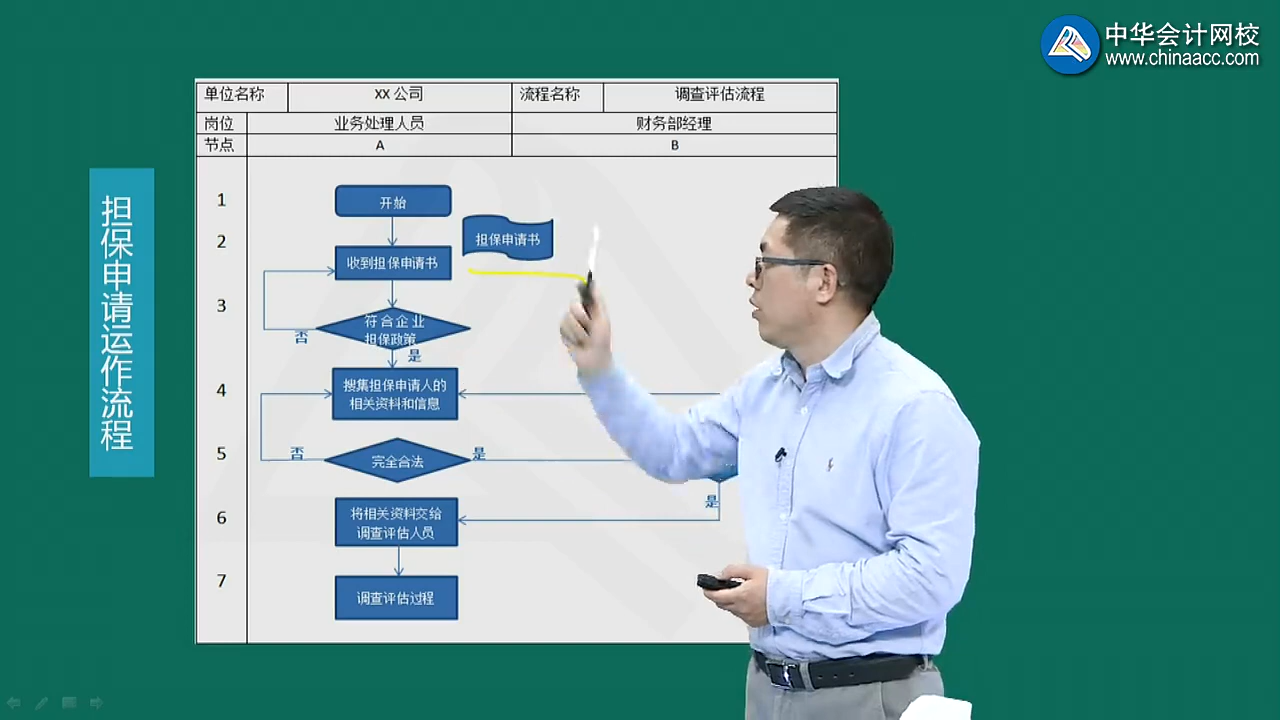 中华会计网校
www.chinaacc.com
单位名称
XX 公司
流程名称
调查评估流程
岗位
业务处理人员
财务部经理
节点
A
B
担保申请运作流程
1
开始
2
担保申请书
收到担保申请书
3
符合企业
担保政策
否
是
4
搜集担保申请人的
相关资料和信息
5
否
完全合法
是
是
6
将相关资料交给
调查评估人员
7
调查评估过程